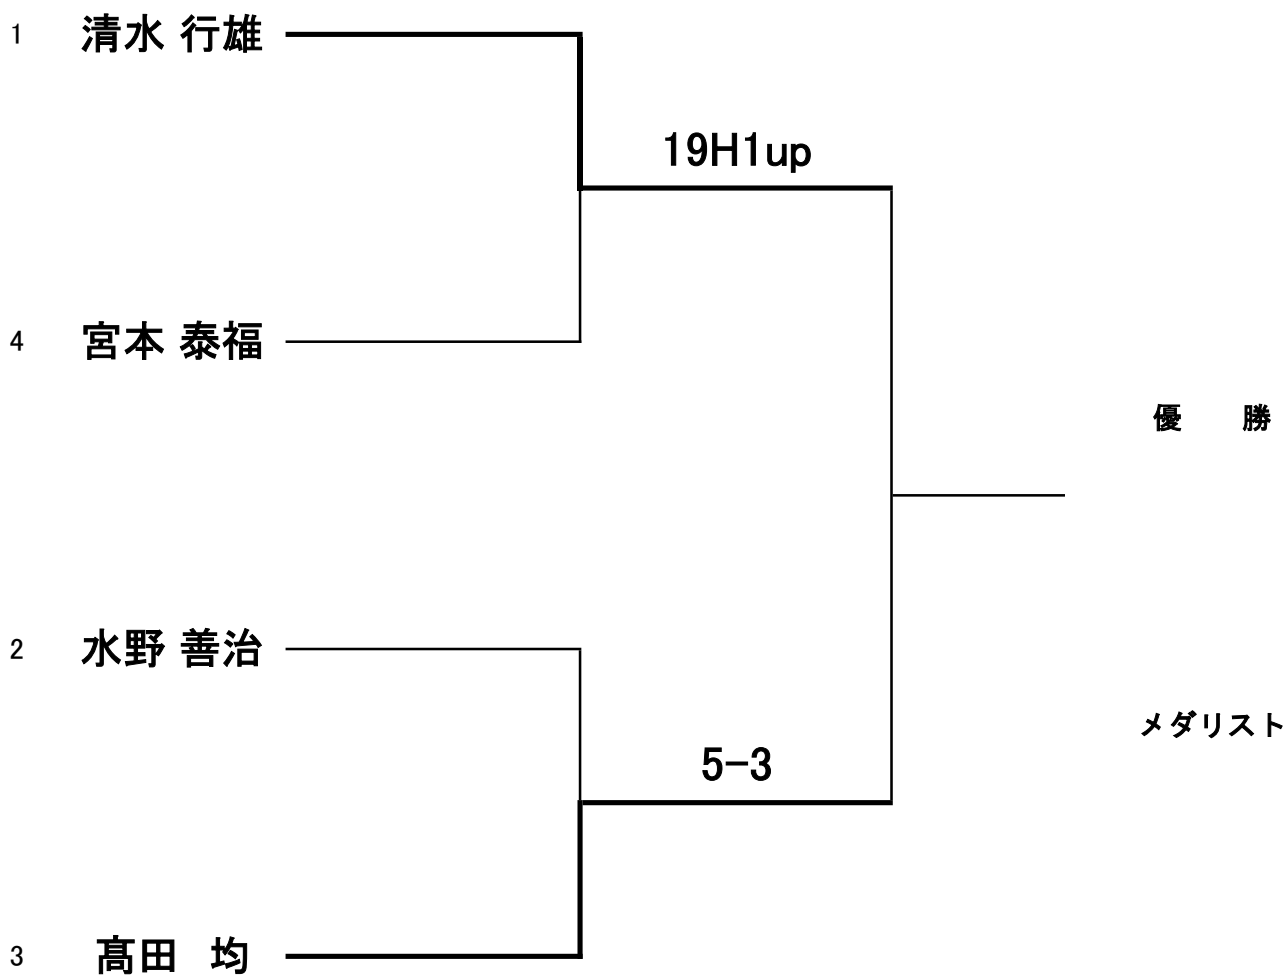 1 清水 行雄
19H1up
4 宮本 泰福
優 勝
2 水野 善治
メダリスト
5-3
3 髙田 均